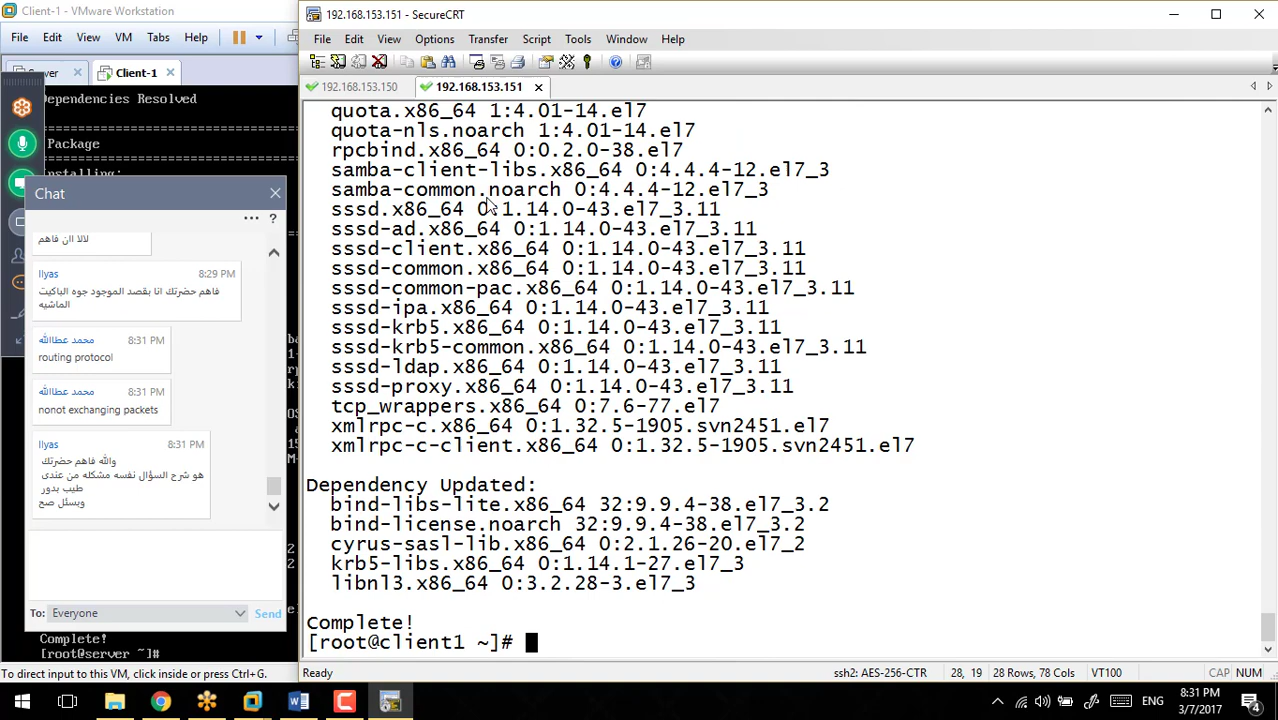 Client-1 - VMware Workstation
File Edit View VM Tabs Help
Client-1
Dependencies Resolved
Package
Installing:
Chat
لالا اان فاهم
Ilyas 8:29 PM
فاهم حضرتك انا بقصد الموجود جوه الباكيت
الماشيه
محمد عطاالله 8:31 PM
routing protocol
محمد عطاالله 8:31 PM
nonot exchanging packets
Ilyas 8:31 PM
والله فاهم حضرتك
هو شرح السؤال نفسه مشكله من عندى
طيب بدور
وبسئل صح
To: Everyone Send
Complete!
[root@server ~]#
To direct input to this VM, click inside or press Ctrl+G.
192.168.153.151 - SecureCRT
File Edit View Options Transfer Script Tools Window Help
192.168.153.150 192.168.153.151
quota.x86_64 1:4.01-14.el7
quota-nls.noarch 1:4.01-14.el7
rpcbind.x86_64 0:0.2.0-38.el7
samba-client-libs.x86_64 0:4.4.4-12.el7_3
samba-common.noarch 0:4.4.4-12.el7_3
sssd.x86_64 0:1.14.0-43.el7_3.11
sssd-ad.x86_64 0:1.14.0-43.el7_3.11
sssd-client.x86_64 0:1.14.0-43.el7_3.11
sssd-common.x86_64 0:1.14.0-43.el7_3.11
sssd-common-pac.x86_64 0:1.14.0-43.el7_3.11
sssd-ipa.x86_64 0:1.14.0-43.el7_3.11
sssd-krb5.x86_64 0:1.14.0-43.el7_3.11
sssd-krb5-common.x86_64 0:1.14.0-43.el7_3.11
sssd-ldap.x86_64 0:1.14.0-43.el7_3.11
sssd-proxy.x86_64 0:1.14.0-43.el7_3.11
tcp_wrappers.x86_64 0:7.6-77.el7
xmlrpc-c.x86_64 0:1.32.5-1905.svn2451.el7
xmlrpc-c-client.x86_64 0:1.32.5-1905.svn2451.el7
Dependency Updated:
bind-libs-lite.x86_64 32:9.9.4-38.el7_3.2
bind-license.noarch 32:9.9.4-38.el7_3.2
cyrus-sasl-lib.x86_64 0:2.1.26-20.el7_2
krb5-libs.x86_64 0:1.14.1-27.el7_3
libnl3.x86_64 0:3.2.28-3.el7_3
Complete!
[root@client1 ~]#
Ready ssh2: AES-256-CTR 28, 19 28 Rows, 78 Cols VT100 CAP NUM
ENG
8:31 PM
3/7/2017
4